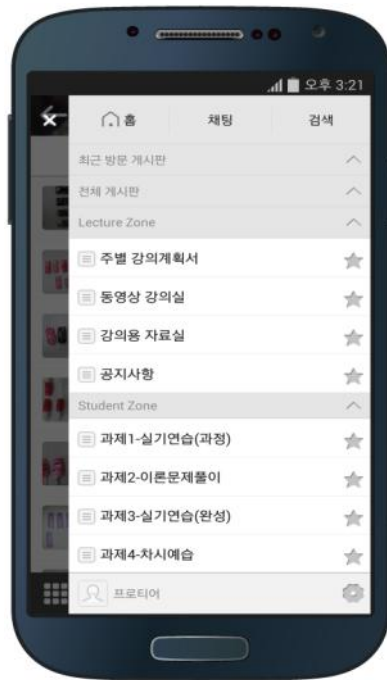 오후 3:21
홈 채팅 검색
최근 방문 게시판
전체 게시판
Lecture Zone
주별 강의계획서
동영상 강의실
강의용 자료실
공지사항
Student Zone
과제1-실기연습(과정)
과제2-이론문제풀이
과제3-실기연습(완성)
과제4-차시예습
프로티어